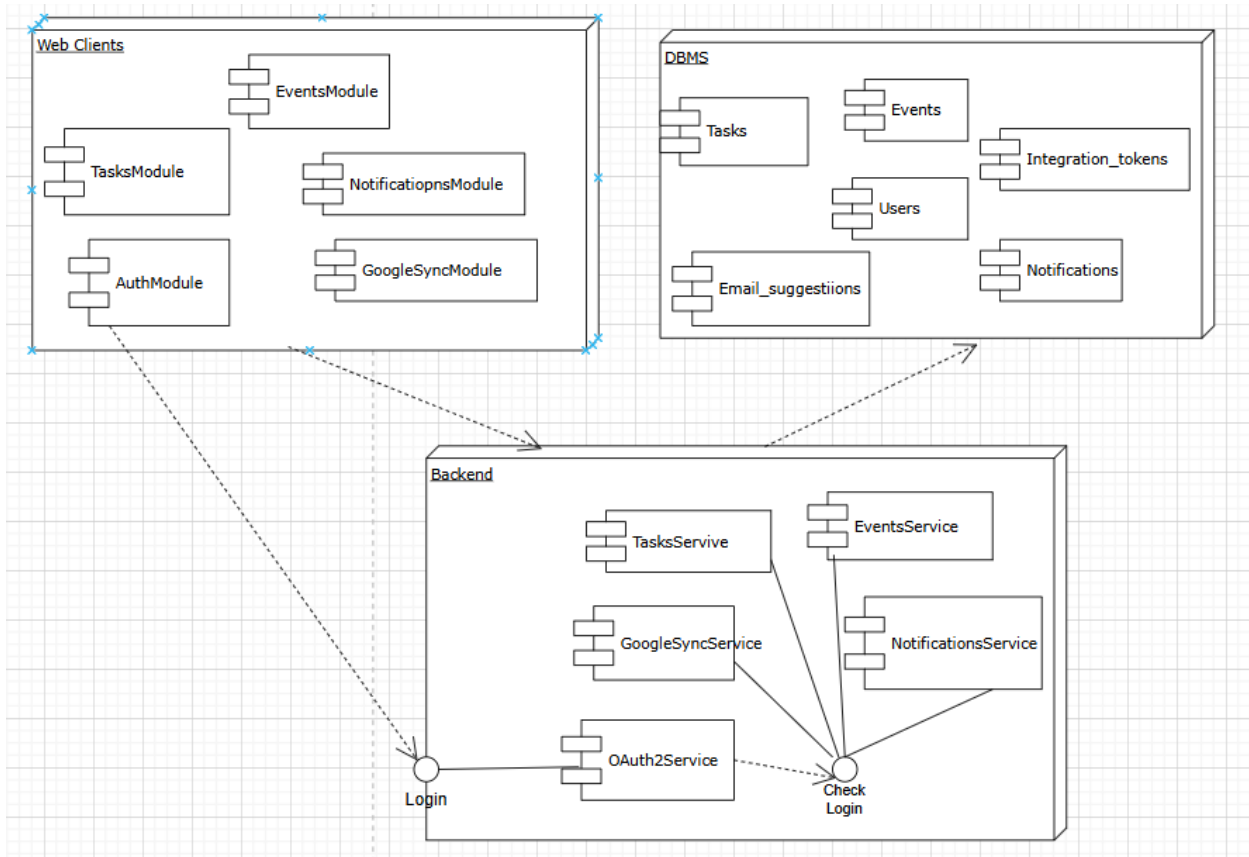 Web Clients
EventsModule
TasksModule
NotificatiopnsModule
AuthModule
GoogleSyncModule
DBMS
Events
Tasks
Integration_tokens
Users
Email_suggestiions
Notifications
Backend
TasksServive
EventsService
GoogleSyncService
NotificationsService
OAuth2Service
Login
Check
Login